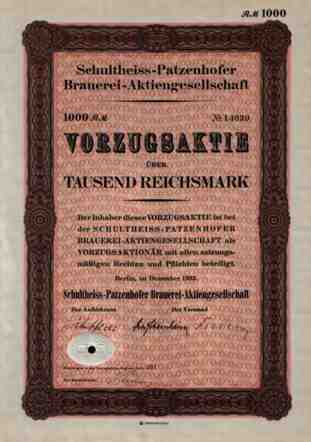 RM 1000
Schultheiss-Patzenhofer
Brauerei-Aktiengesellschaft
1000 RM
№ 14039
VORZUGSAKTIE
ÜBER
TAUSEND REICHSMARK
Der Inhaber dieser VORZUGSAKTIE ist bei
der SCHULTHEISS-PATZENHOFER
BRAUEREI-AKTIENGESELLSCHAFT als
VORZUGSAKTIONÄR mit allen satzungs-
mäßigen Rechten und Pflichten beteiligt.
Berlin, im Dezember
Schultheiss-Patzenhofer Brauerei-Aktiengesellschaft
Der Aufsichtsrat
Der Vorstand